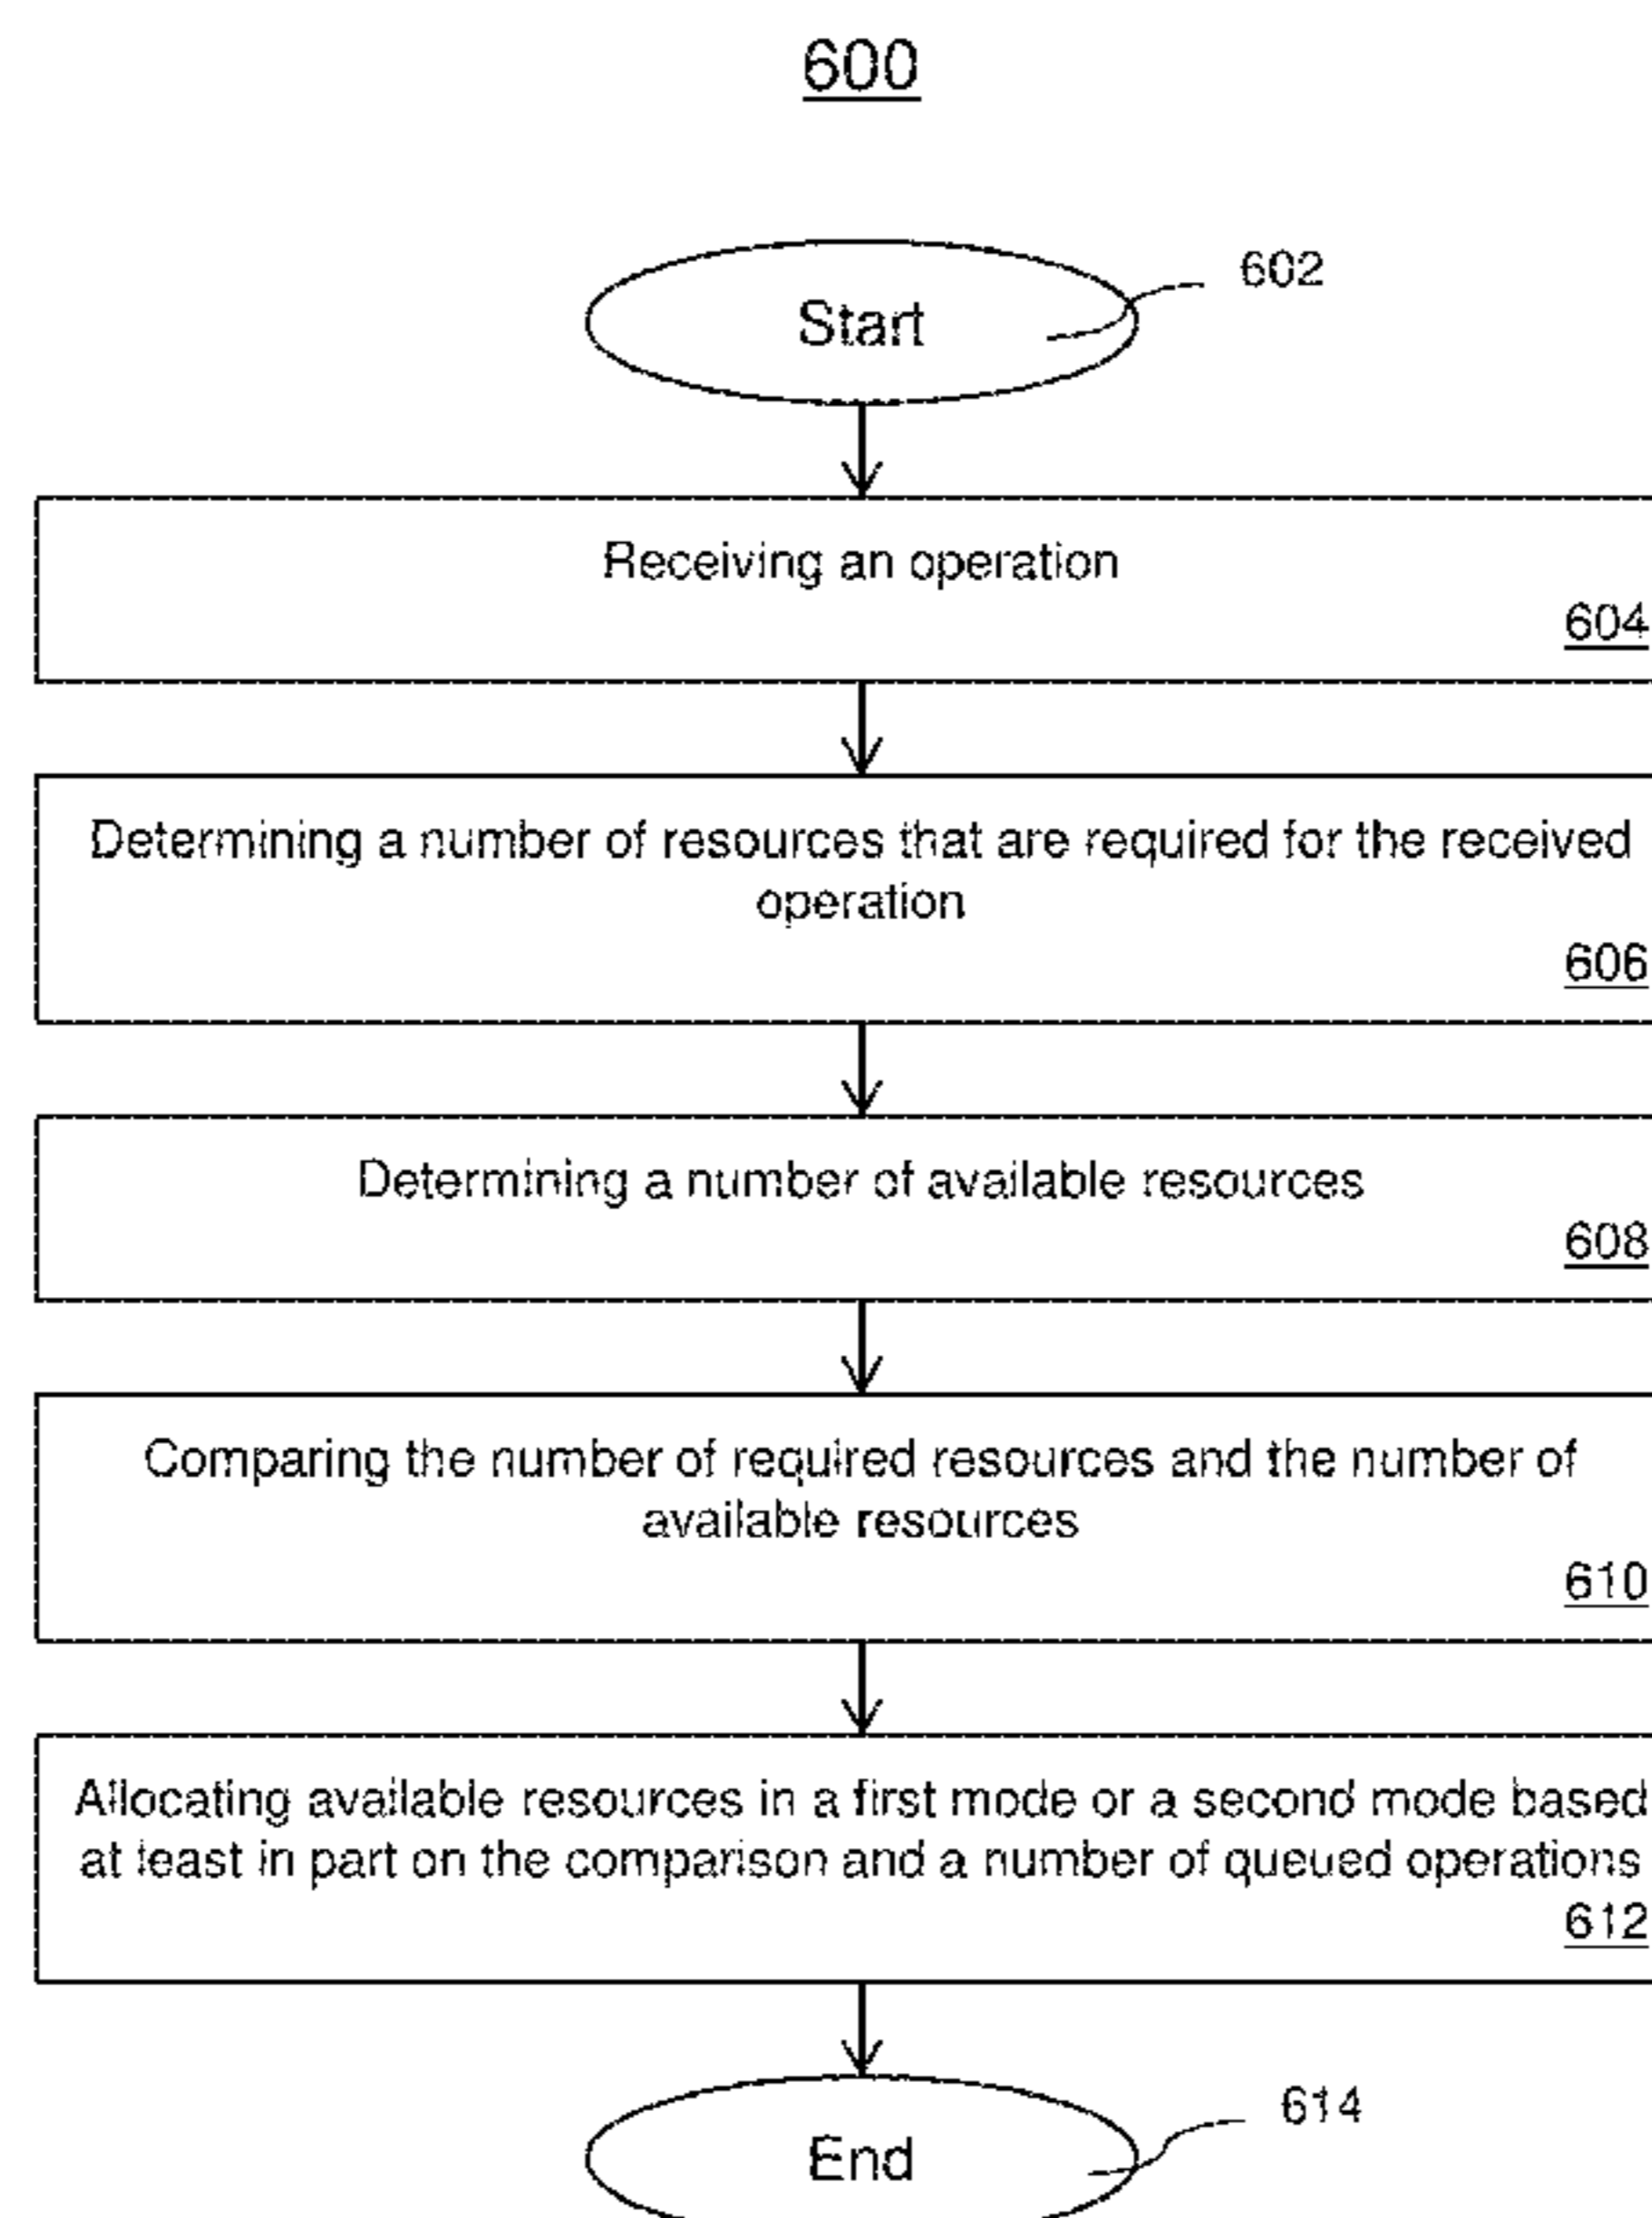 600
Start
602
Receiving an operation
604
Determining a number of resources that are required for the received
operation
606
Determining a number of available resources
608
Comparing the number of required resources and the number of
available resources
610
Allocating available resources in a first mode or a second mode based
at least in part on the comparison and a number of queued operations
612
End
614